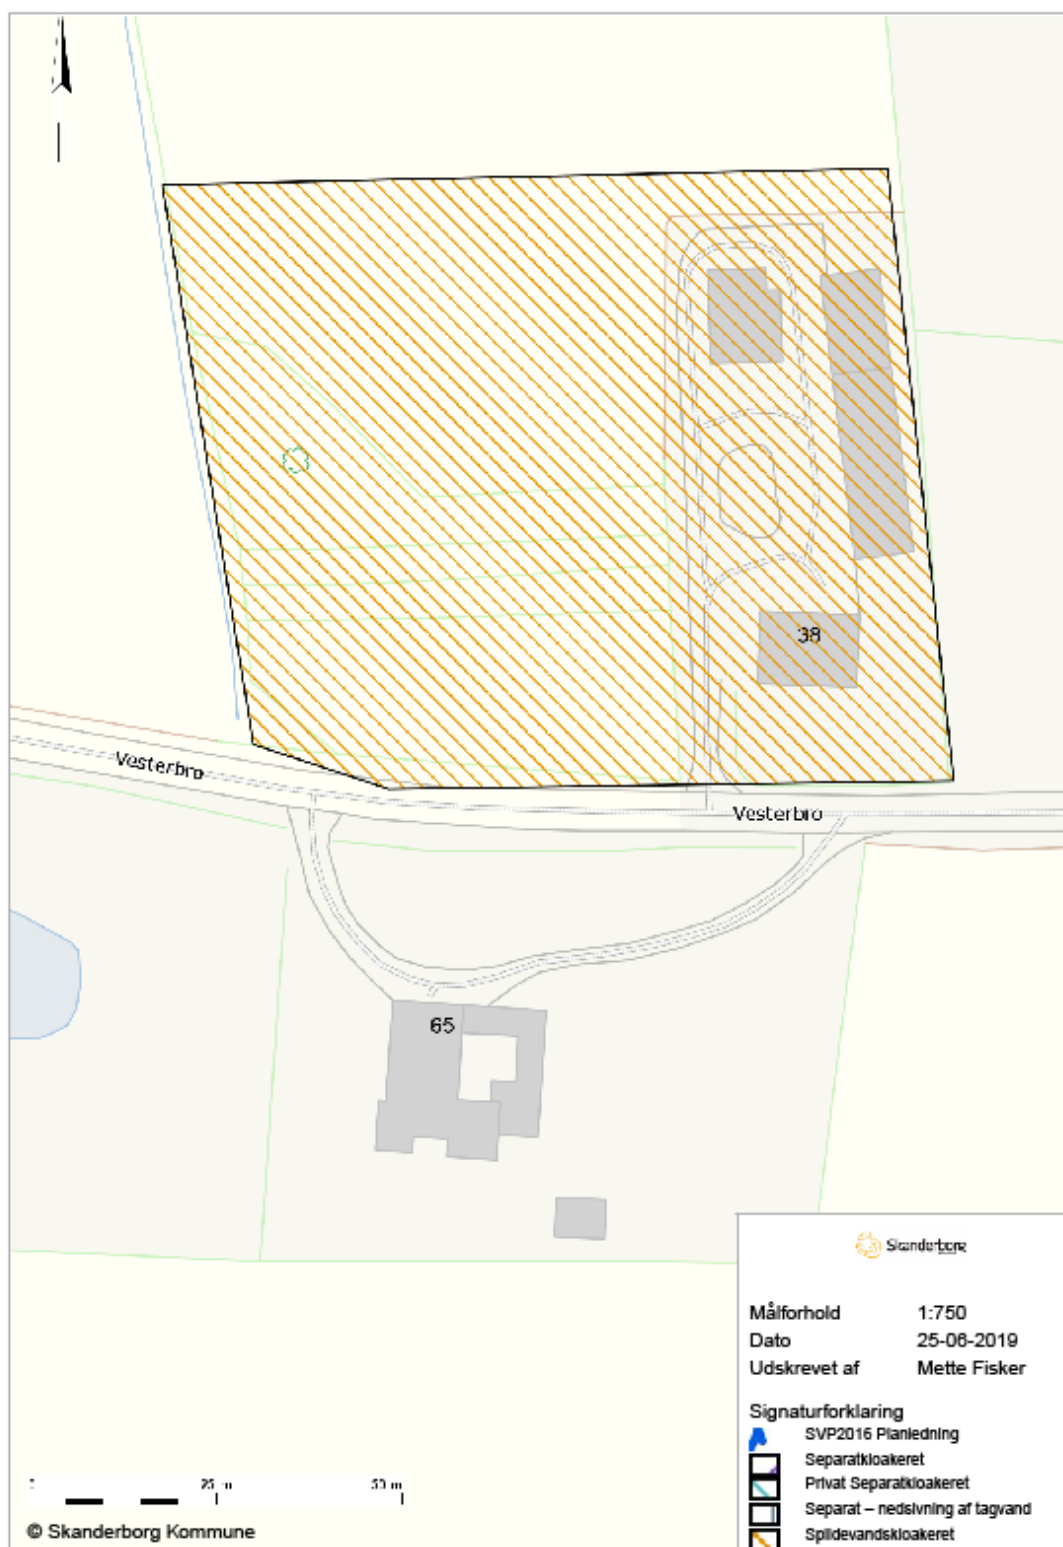 Vesterbro
38
Vesterbro
65
Skanderborg
Målforhold 1:750
Dato 25-06-2019
Udskrevet af Mette Fisker
Signaturforklaring
SVP2016 Planledning
Separatkloakeret
Privat Separatkloakeret
Separat – nedsivning af tagvand
Spildevandskloakeret
25 m
50 m
© Skanderborg Kommune